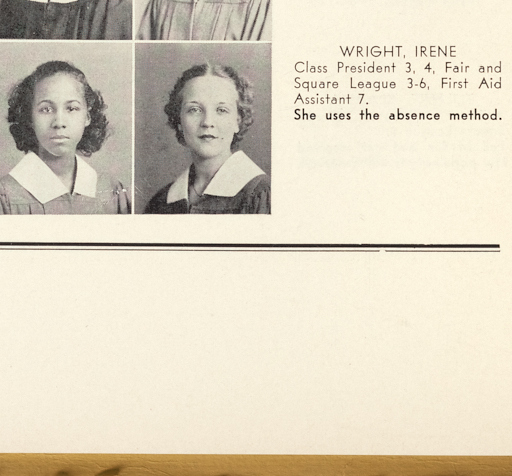 WRIGHT, IRENE
Class President 3, 4, Fair and
Square League 3-6, First Aid
Assistant 7.
She uses the absence method.